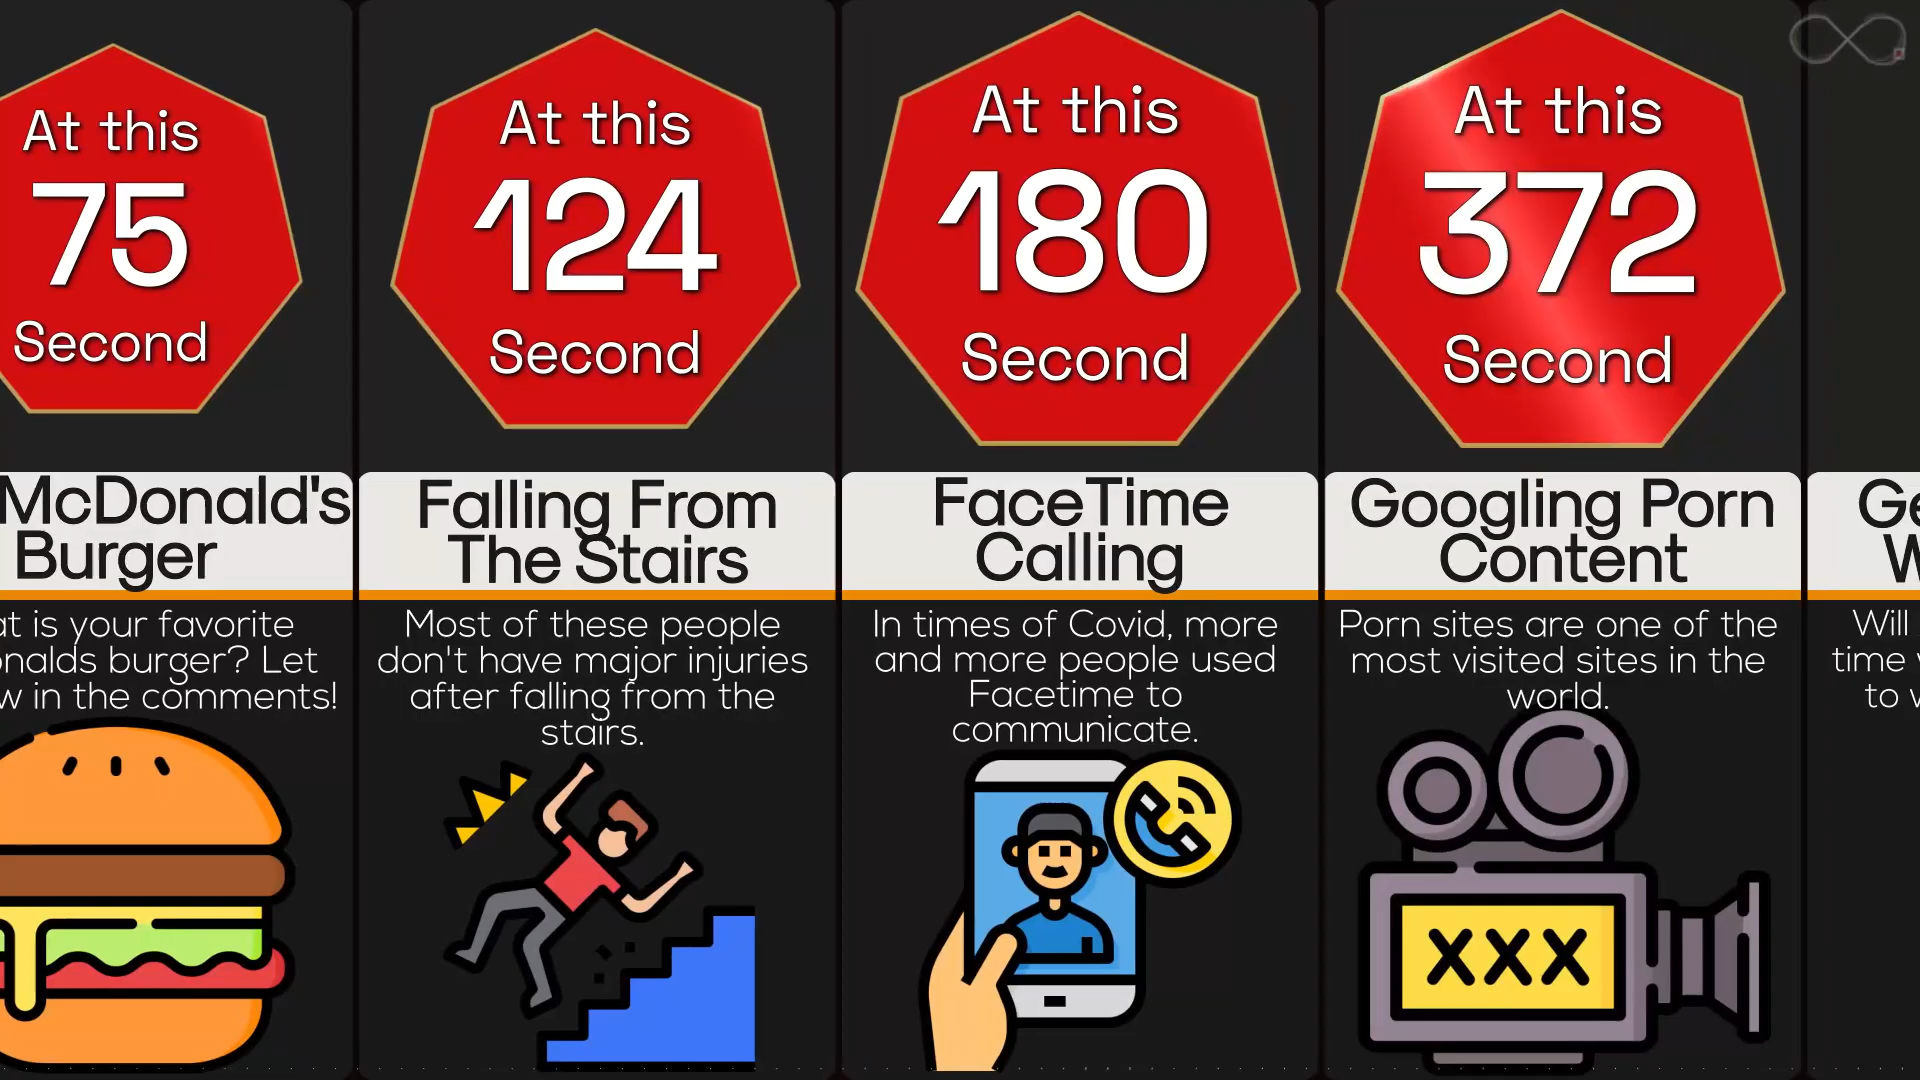 At this
75
Second
McDonald's
Burger
at is your favorite
onalds burger? Let
w in the comments!
At this
124
Second
Falling From
The Stairs
Most of these people
don't have major injuries
after falling from the
stairs.
At this
180
Second
FaceTime
Calling
In times of Covid, more
and more people used
Facetime to
communicate.
At this
372
Second
Googling Porn
Content
Porn sites are one of the
most visited sites in the
world.
XXX
Ge
W
Will
time
to w